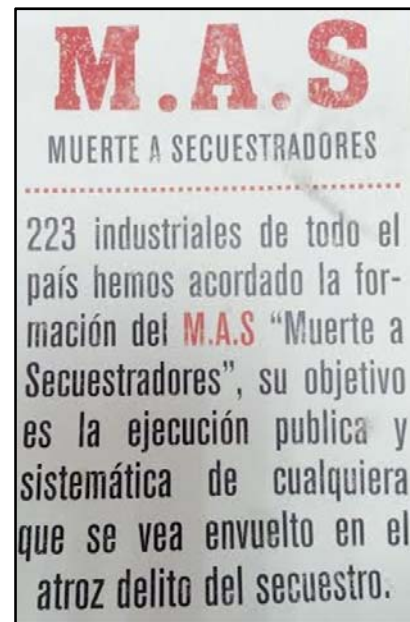 M.A.S
MUERTE A SECUESTRADORES
223 industriales de todo el
país hemos acordado la for-
mación del M.A.S “Muerte a
Secuestradores”, su objetivo
es la ejecución publica y
sistemática de cualquiera
que se vea envuelto en el
atroz delito del secuestro.